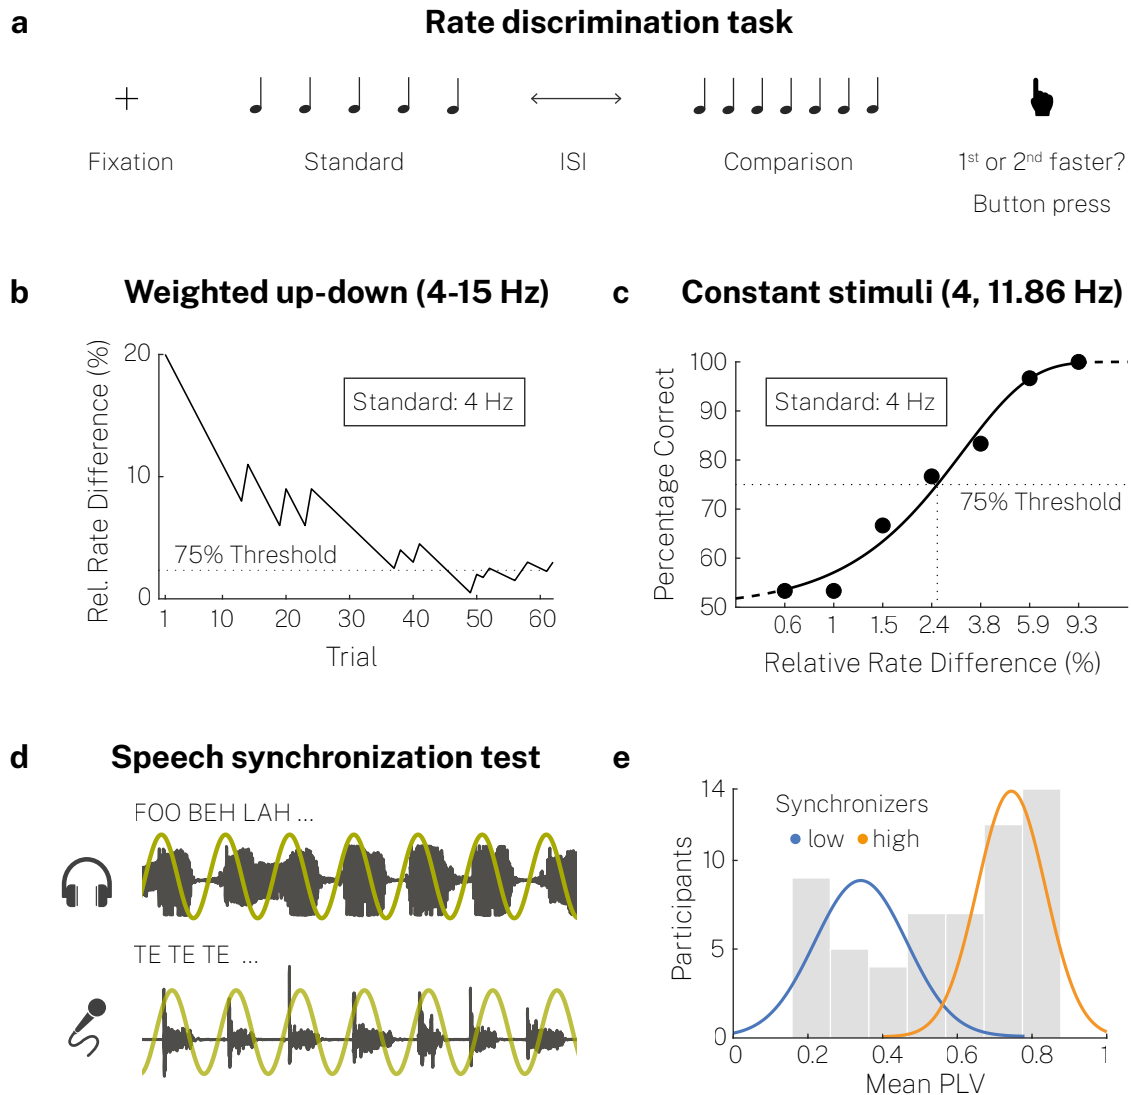 a
Rate discrimination task
Fixation
Standard
ISI
Comparison
1st or 2nd faster?
Button press
b
Weighted up-down (4-15 Hz)
Rel. Rate Difference (%)
20
10
0
Standard: 4 Hz
75% Threshold
1 10 20 30 40 50 60
Trial
c
Constant stimuli (4, 11.86 Hz)
Percentage Correct
100
90
80
70
60
50
Standard: 4 Hz
75% Threshold
0.6 1 1.5 2.4 3.8 5.9 9.3
Relative Rate Difference (%)
d
Speech synchronization test
FOO BEH LAH ...
TE TE TE ...
e
Participants
14
10
5
0
Synchronizers
low high
0 0.2 0.4 0.6 0.8 1
Mean PLV